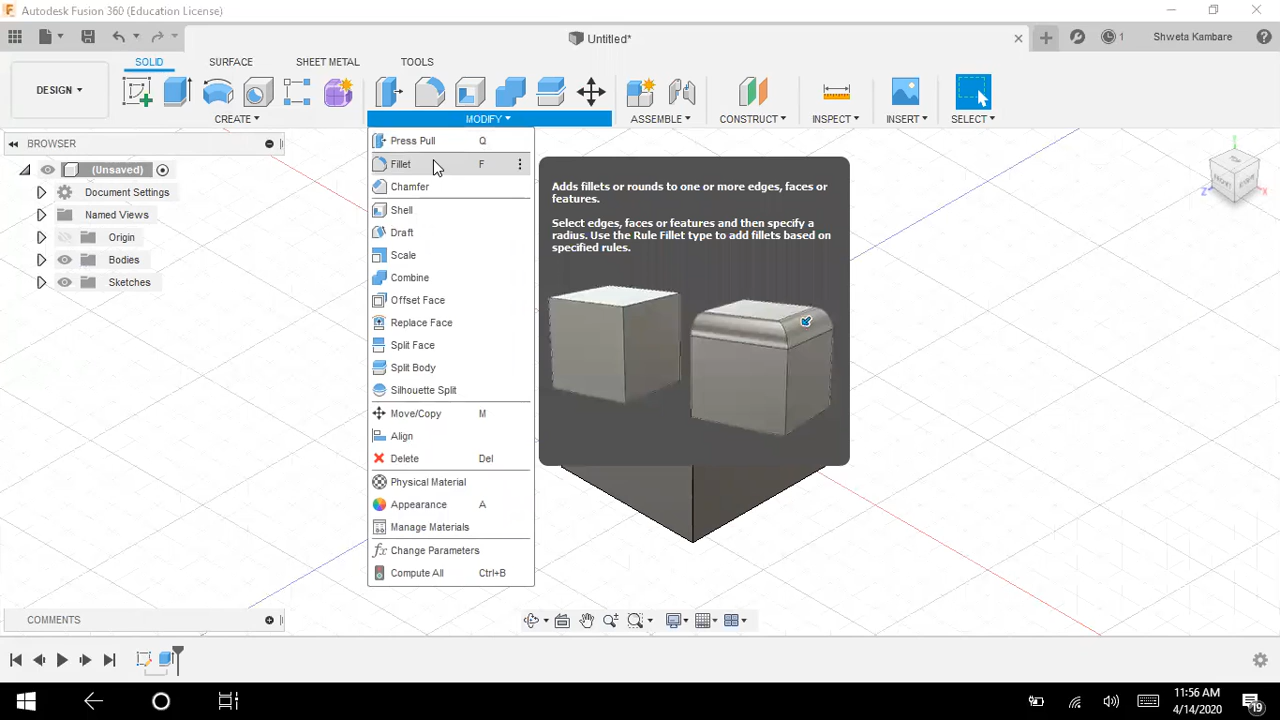 Autodesk Fusion 360 (Education License)
Untitled*
1
Shweta Kambare
DESIGN
SOLID
SURFACE
SHEET METAL
TOOLS
CREATE
MODIFY
ASSEMBLE
CONSTRUCT
INSPECT
INSERT
SELECT
BROWSER
(Unsaved)
Document Settings
Named Views
Origin
Bodies
Sketches
Press Pull Q
Fillet F
Chamfer
Shell
Draft
Scale
Combine
Offset Face
Replace Face
Split Face
Split Body
Silhouette Split
Move/Copy M
Align
Delete Del
Physical Material
Appearance A
Manage Materials
fx Change Parameters
Compute All Ctrl+B
Adds fillets or rounds to one or more edges, faces or
features.
Select edges, faces or features and then specify a
radius. Use the Rule Fillet type to add fillets based on
specified rules.
COMMENTS
11:56 AM
4/14/2020
19